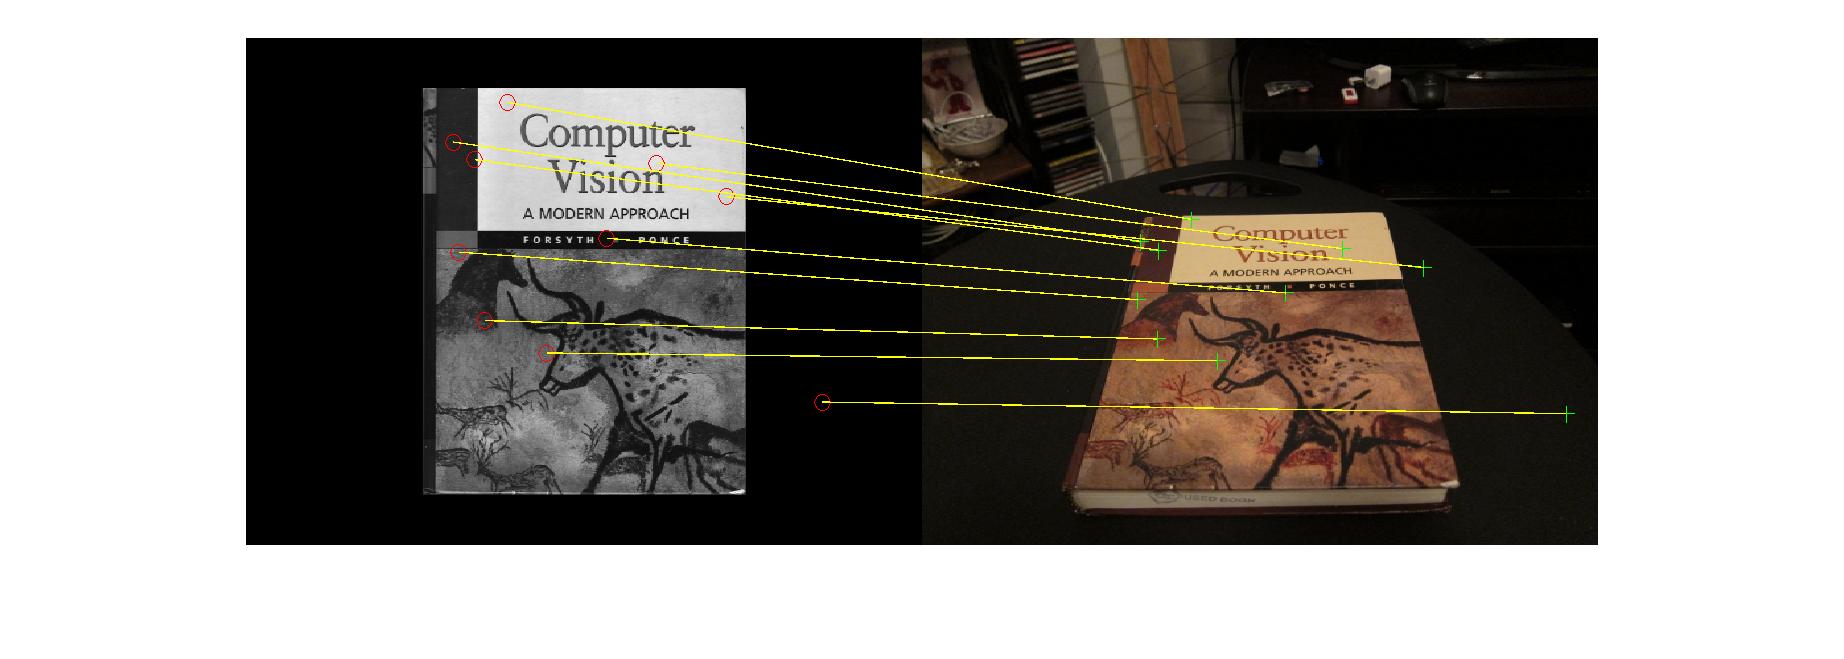 Computer
Vision
A MODERN APPROACH
FORSYTH PONCE
Computer
Vision
A MODERN APPROACH
FORSYTH PONCE
USED BOOK